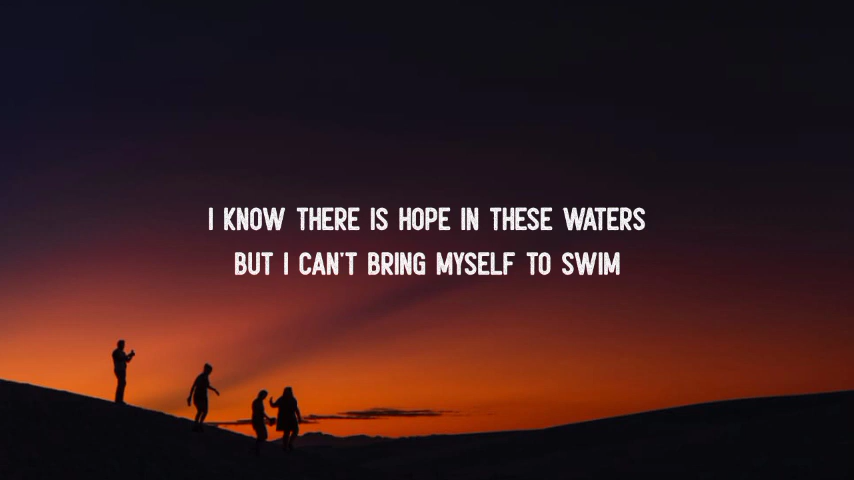 I KNOW THERE IS HOPE IN THESE WATERS
BUT I CAN'T BRING MYSELF TO SWIM